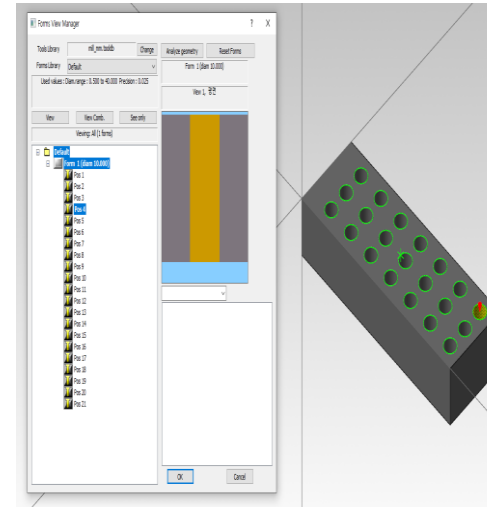 Forms View Manager ? X
Tools Library mill_mm.tooldb Change Analyze geometry Reset Forms
Forms Library Default Form 1 (diam 10.000)
Used values : Diam.range : 0.500 to 40.000 Precision : 0.025
View 1, 평면
View View Comb. See only
Viewing: All (1 forms)
Default
Form 1 (diam 10.000)
Pos 1
Pos 2
Pos 3
Pos 4
Pos 5
Pos 6
Pos 7
Pos 8
Pos 9
Pos 10
Pos 11
Pos 12
Pos 13
Pos 14
Pos 15
Pos 16
Pos 17
Pos 18
Pos 19
Pos 20
Pos 21
OK Cancel